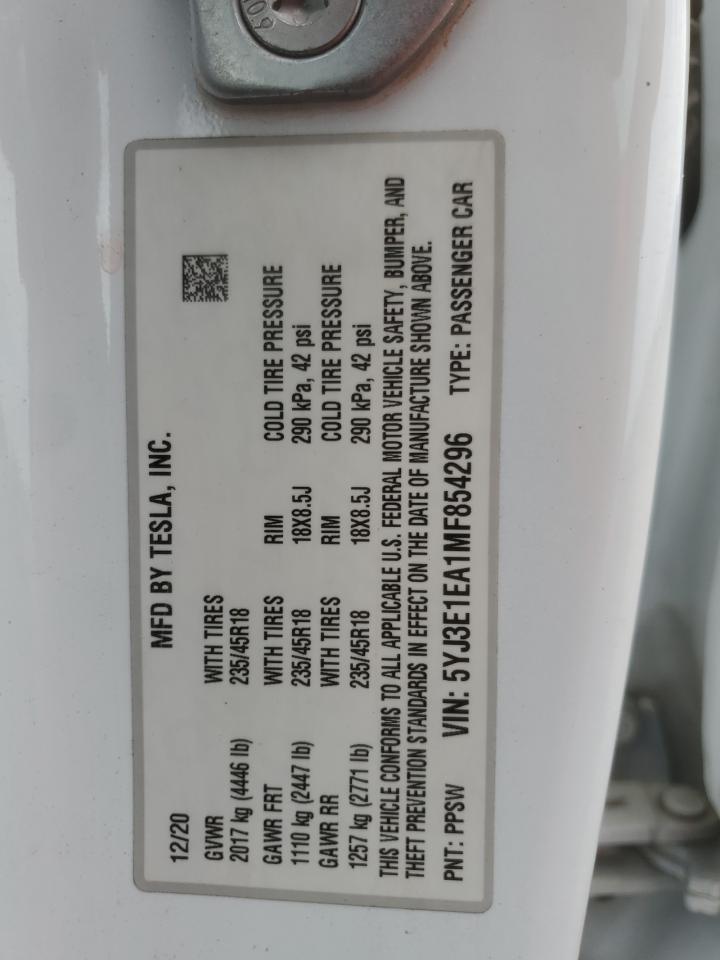 12/20 MFD BY TESLA, INC.
GVWR WITH TIRES
2017 kg (4446 lb) 235/45R18
GAWR FRT WITH TIRES RIM COLD TIRE PRESSURE
1110 kg (2447 lb) 235/45R18 18X8.5J 290 kPa, 42 psi
GAWR RR WITH TIRES RIM COLD TIRE PRESSURE
1257 kg (2771 lb) 235/45R18 18X8.5J 290 kPa, 42 psi
THIS VEHICLE CONFORMS TO ALL APPLICABLE U.S. FEDERAL MOTOR VEHICLE SAFETY, BUMPER, AND
THEFT PREVENTION STANDARDS IN EFFECT ON THE DATE OF MANUFACTURE SHOWN ABOVE.
PNT: PPSW VIN: 5YJ3E1EA1MF854296 TYPE: PASSENGER CAR